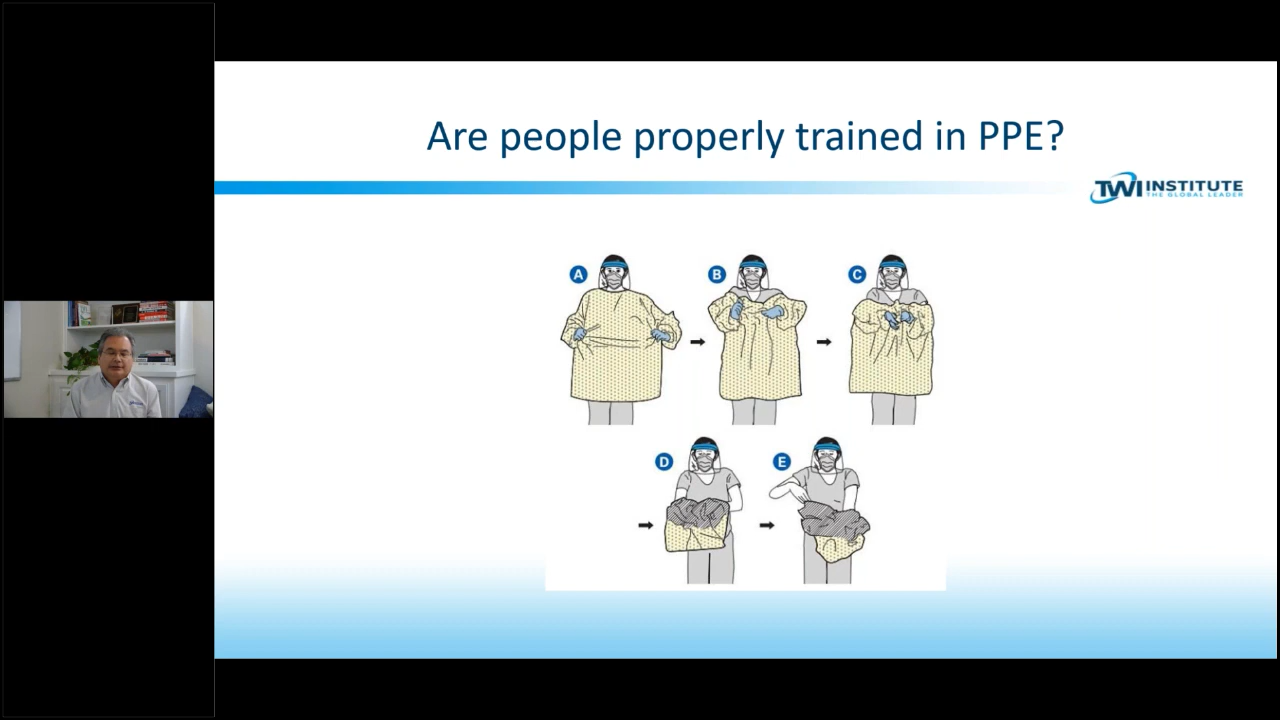 Are people properly trained in PPE?
TWI INSTITUTE
THE GLOBAL LEADER
A
B
C
D
E